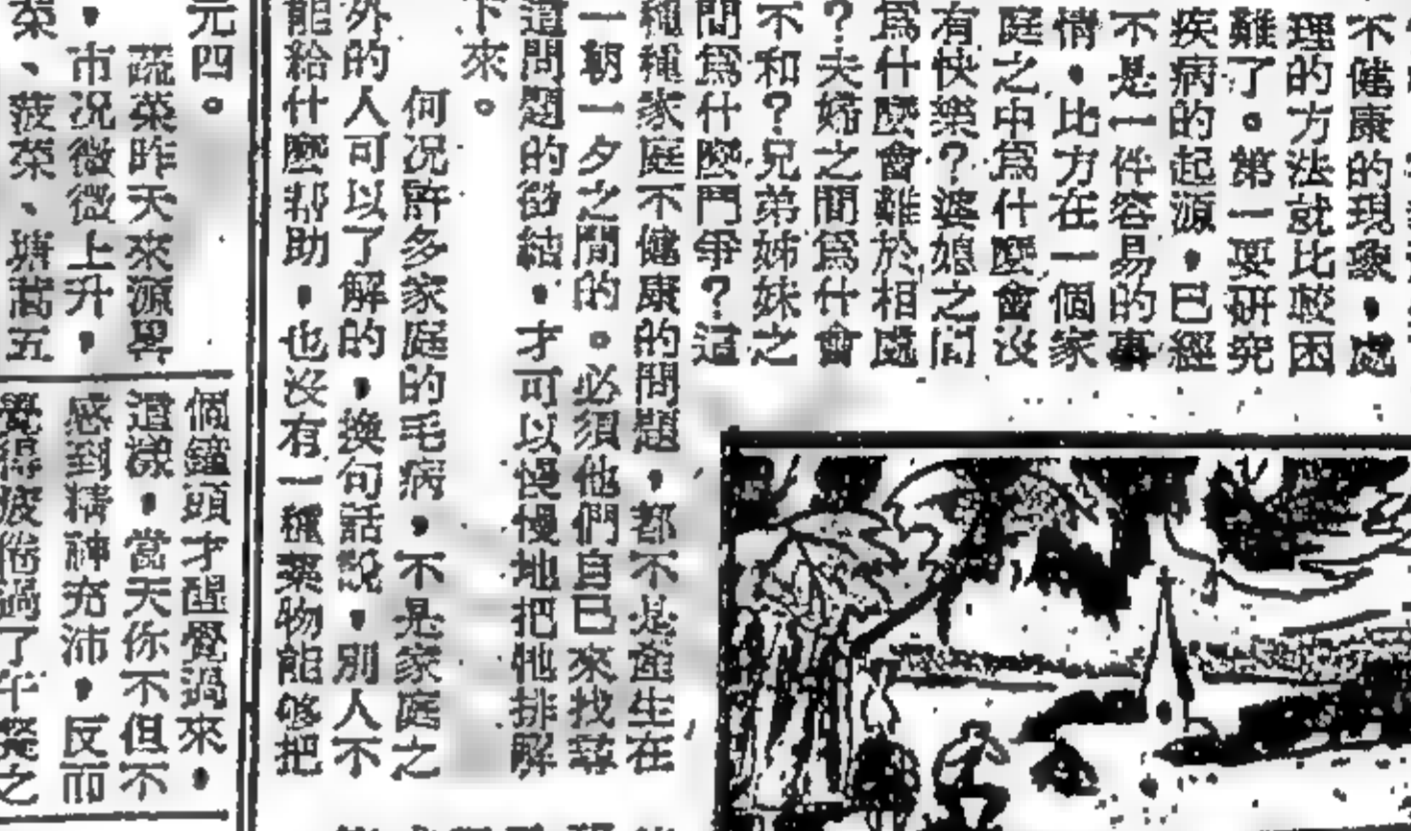 不健康的現象，處
理的方法就比較困
難了。第一要研究
疾病的起源，已經
不是一件容易的事
情。比方在一個家
庭之中爲什麼會沒
有快樂？婆媳之間
爲什麼會難於相處
？夫婦之間爲什會
不和？兄弟姊妹之
間爲什麼鬥爭？這
種種家庭不健康的問題，都不是產生在
一朝一夕之間的。必須他們自已來找尋
這問題的徵結，才可以慢慢地把牠排解
下來。
何況許多家庭的毛病，不是家庭之
外的人可以了解的，換句話說，別人不
能給什麼帮助，也沒有一種藥物能够把
元四。
蔬菜昨天來源
，市况微微上升，
菜、菠菜、塘蒿五
個鐘頭才醒覺過來，
這樣，當天你不但不
感到精神充沛，反而
覺得疲倦過了午餐之